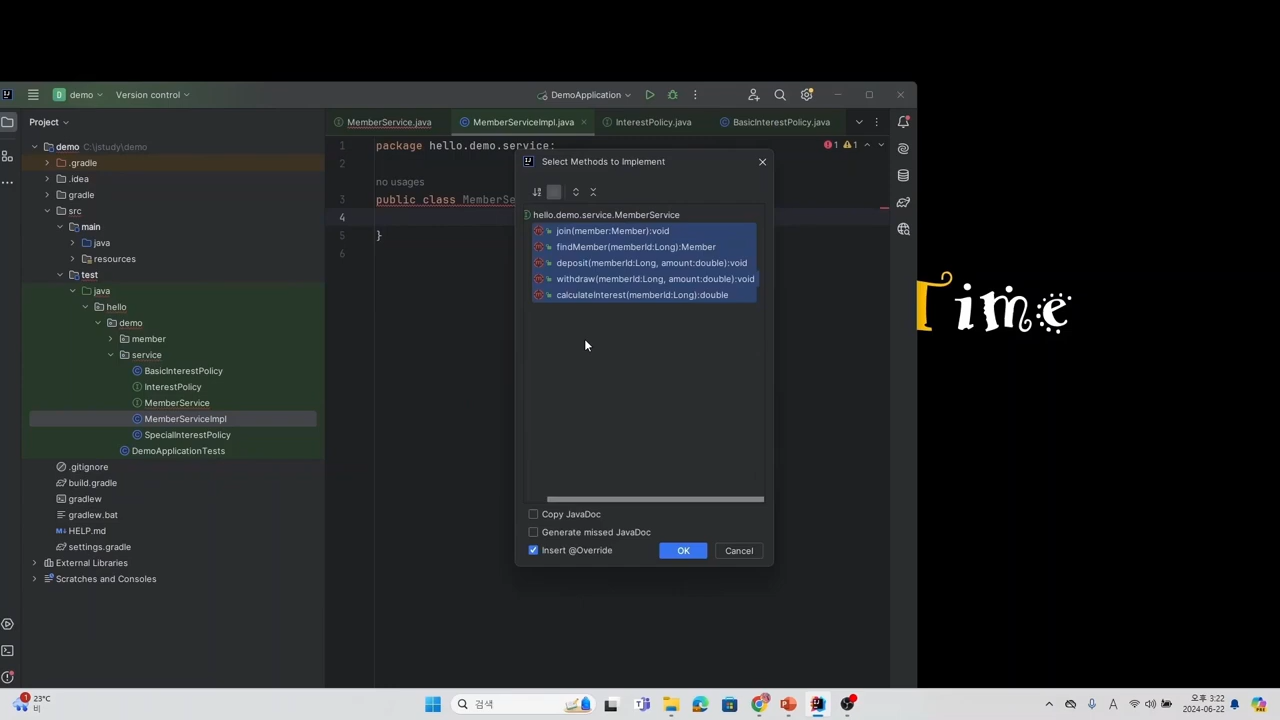 demo
Version control
DemoApplication
Project
MemberService.java
MemberServiceImpl.java
InterestPolicy.java
BasicInterestPolicy.java
demo C:\jstudy\demo
.gradle
.idea
gradle
src
main
java
resources
test
java
hello
demo
member
service
BasicInterestPolicy
InterestPolicy
MemberService
MemberServiceImpl
SpecialInterestPolicy
DemoApplicationTests
.gitignore
build.gradle
gradlew
gradlew.bat
HELP.md
settings.gradle
External Libraries
Scratches and Consoles
1 package hello.demo.service;
2
no usages
3 public class MemberSe
4
5 }
6
1 1
Select Methods to Implement
hello.demo.service.MemberService
join(member:Member):void
findMember(memberId:Long):Member
deposit(memberId:Long, amount:double):void
withdraw(memberId:Long, amount:double):void
calculateInterest(memberId:Long):double
Copy JavaDoc
Generate missed JavaDoc
Insert @Override
OK
Cancel
Time
1
23°C
비
검색
A
오후 3:22
2024-06-22